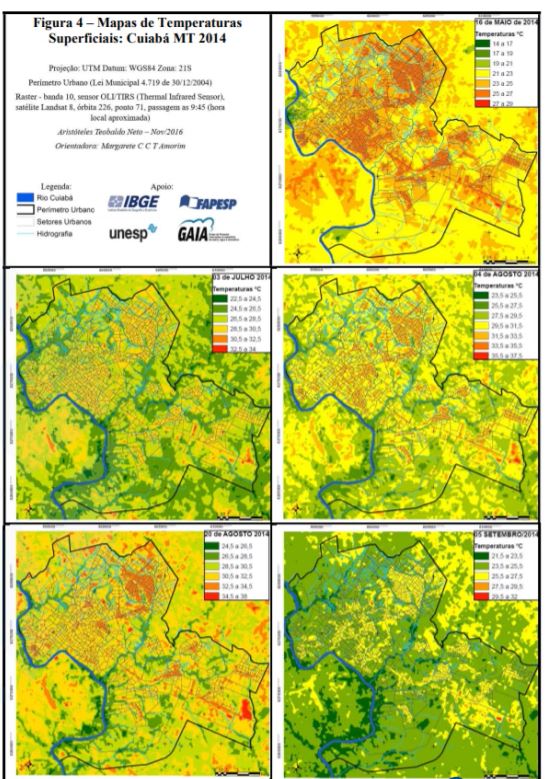 Figura 4 – Mapas de Temperaturas
Superficiais: Cuiabá MT 2014
Projeção: UTM Datum: WGS84 Zona: 21S
Perímetro Urbano (Lei Municipal 4.719 de 30/12/2004)
Raster - banda 10, sensor OLI/TIRS (Thermal Infrared Sensor),
satélite Landsat 8, órbita 226, ponto 71, passagem as 9:45 (hora
local aproximada)
Aristóteles Teobaldo Neto – Nov/2016
Orientadora: Margarete C C T Amorim
Legenda:
Rio Cuiabá
Perímetro Urbano
Setores Urbanos
Hidrografia
Apoio:
IBGE
FAPESP
unesp
GAIA
16 de MAIO de 2014
Temperaturas °C
14 a 17
17 a 19
19 a 21
21 a 23
23 a 25
25 a 27
27 a 29
03 de JULHO 2014
Temperaturas °C
22,5 a 24,5
24,5 a 26,5
26,5 a 28,5
28,5 a 30,5
30,5 a 32,5
32,5 a 34
04 de AGOSTO 2014
Temperaturas °C
23,5 a 25,5
25,5 a 27,5
27,5 a 29,5
29,5 a 31,5
31,5 a 33,5
33,5 a 35,5
35,5 a 37,5
20 de AGOSTO 2014
24,5 a 26,5
26,5 a 28,5
28,5 a 30,5
30,5 a 32,5
32,5 a 34,5
34,5 a 38
05 SETEMBRO/2014
Temperaturas °C
21,5 a 23,5
23,5 a 25,5
25,5 a 27,5
27,5 a 29,5
29,5 a 32